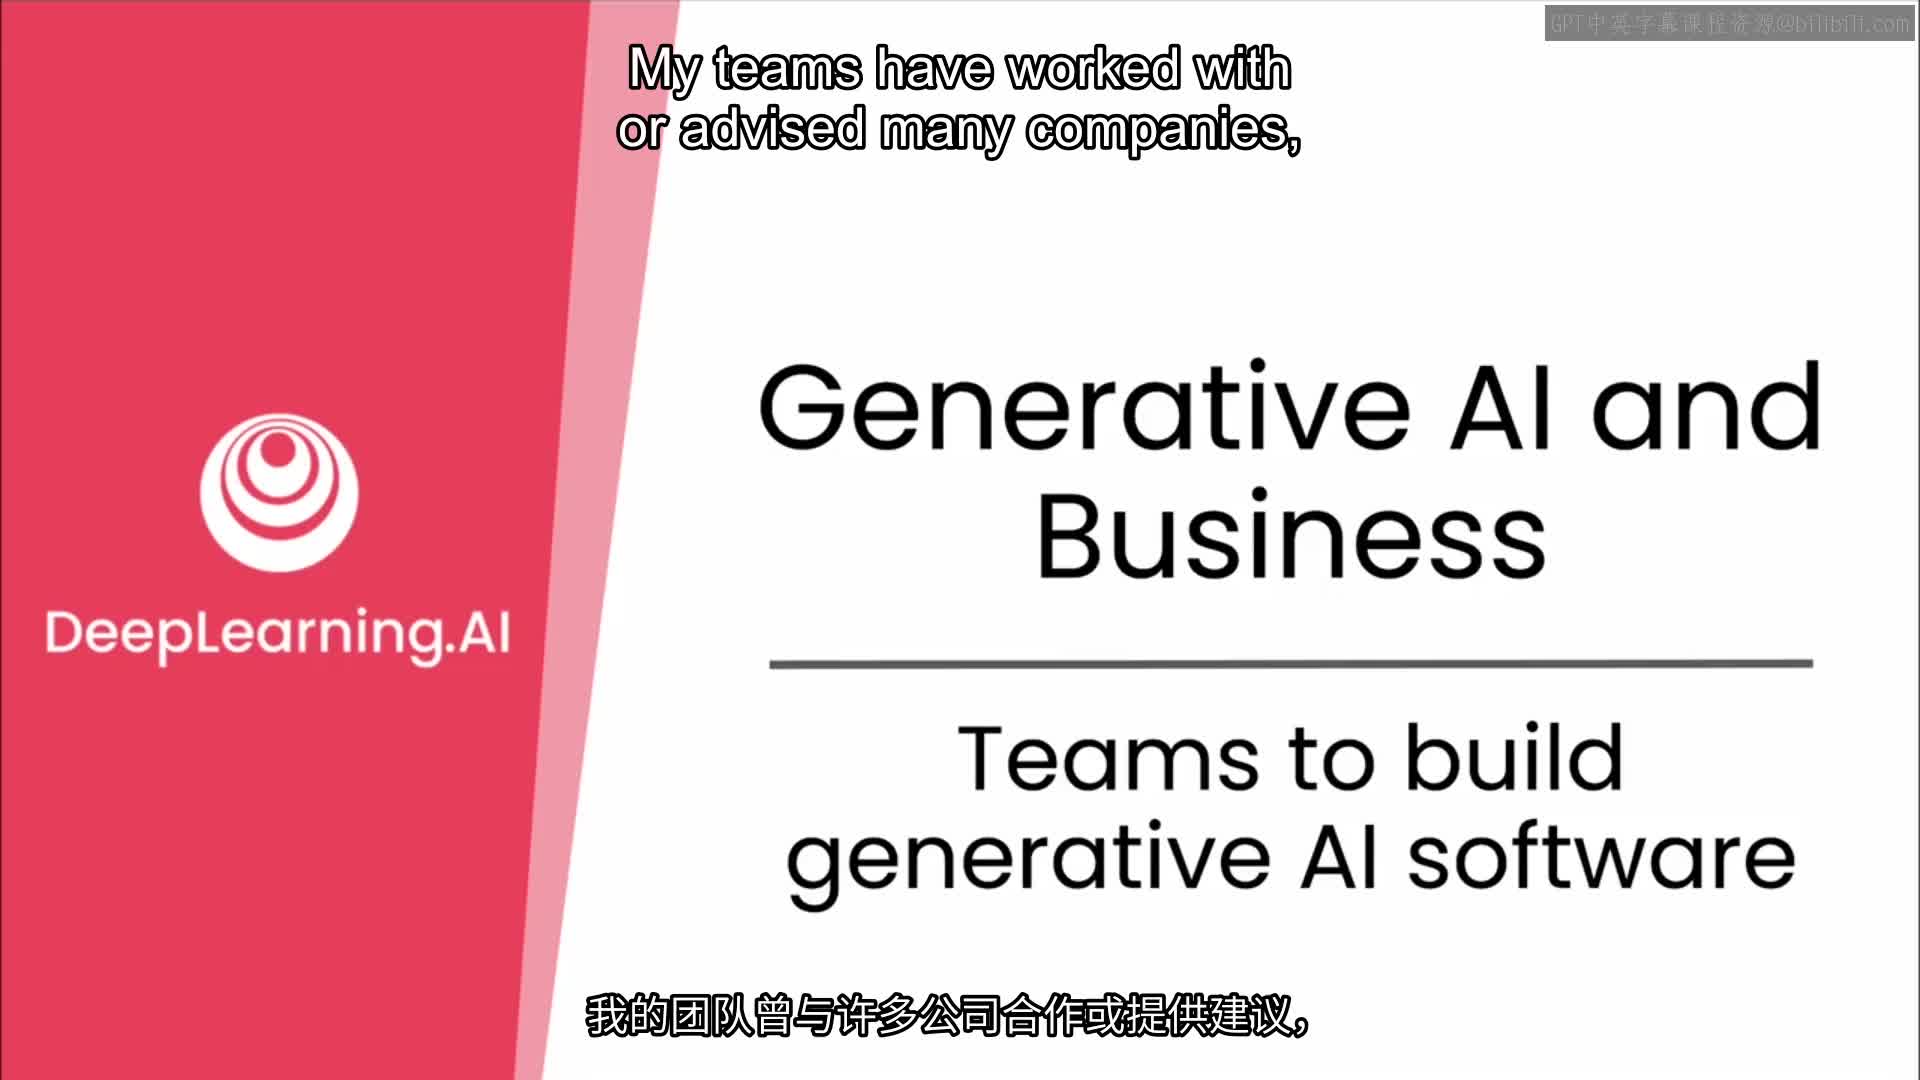 GPT中英字幕课程资源@bilibili.com
My teams have worked with
or advised many companies,
Generative AI and
Business
DeepLearning.AI
Teams to build
generative AI software
我的团队曾与许多公司合作或提供建议，